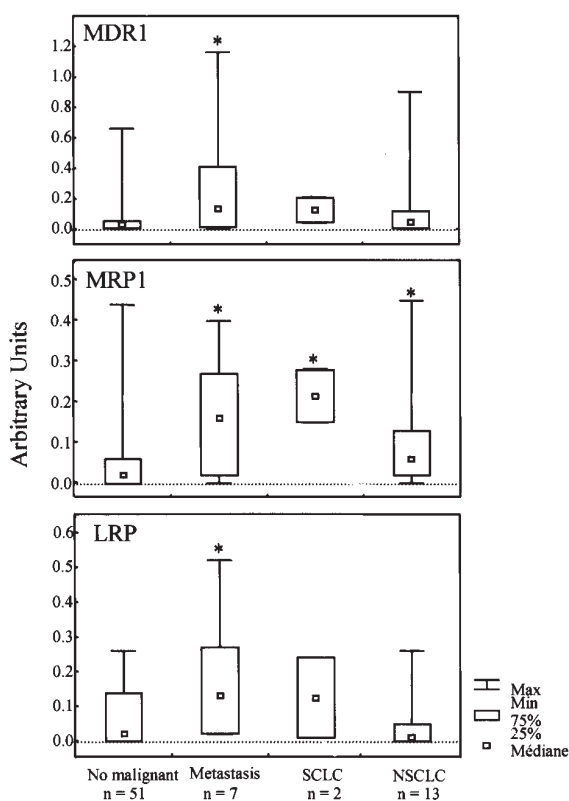 MDR1
*
1.2
1.0
0.8
0.6
0.4
0.2
0.0
MRP1
* * *
0.5
0.4
0.3
0.2
0.1
0.0
Arbitrary Units
LRP
*
0.6
0.5
0.4
0.3
0.2
0.1
0.0
No malignant Metastasis SCLC NSCLC
n = 51 n = 7 n = 2 n = 13
Max
Min
75%
25%
Médiane